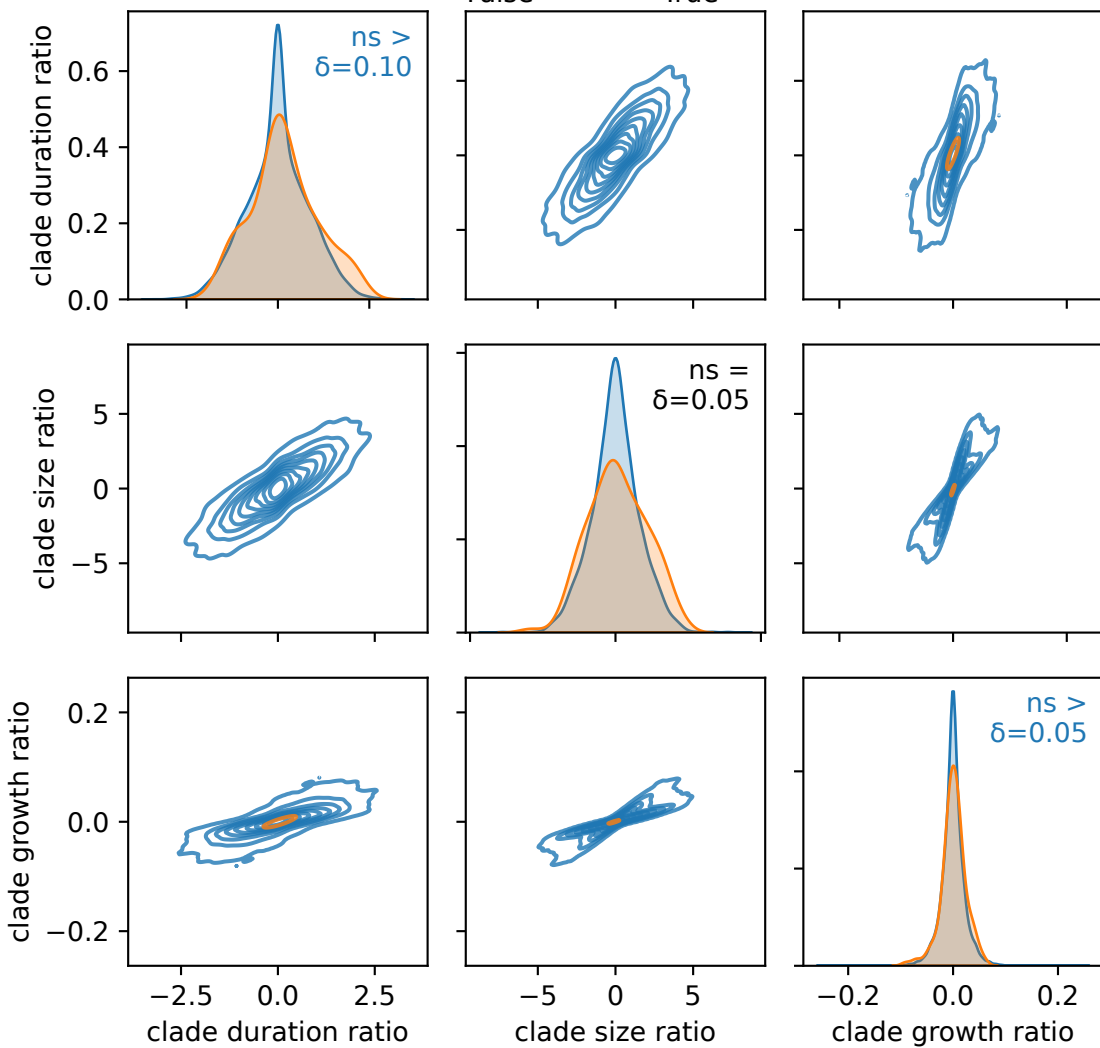 True
ns >
δ=0.10
clade duration ratio
0.6
0.4
0.2
0.0
ns =
δ=0.05
clade size ratio
5
0
−5
ns >
δ=0.05
clade growth ratio
0.2
0.0
−0.2
−2.5 0.0 2.5
−5 0 5
−0.2 0.0 0.2
clade duration ratio
clade size ratio
clade growth ratio